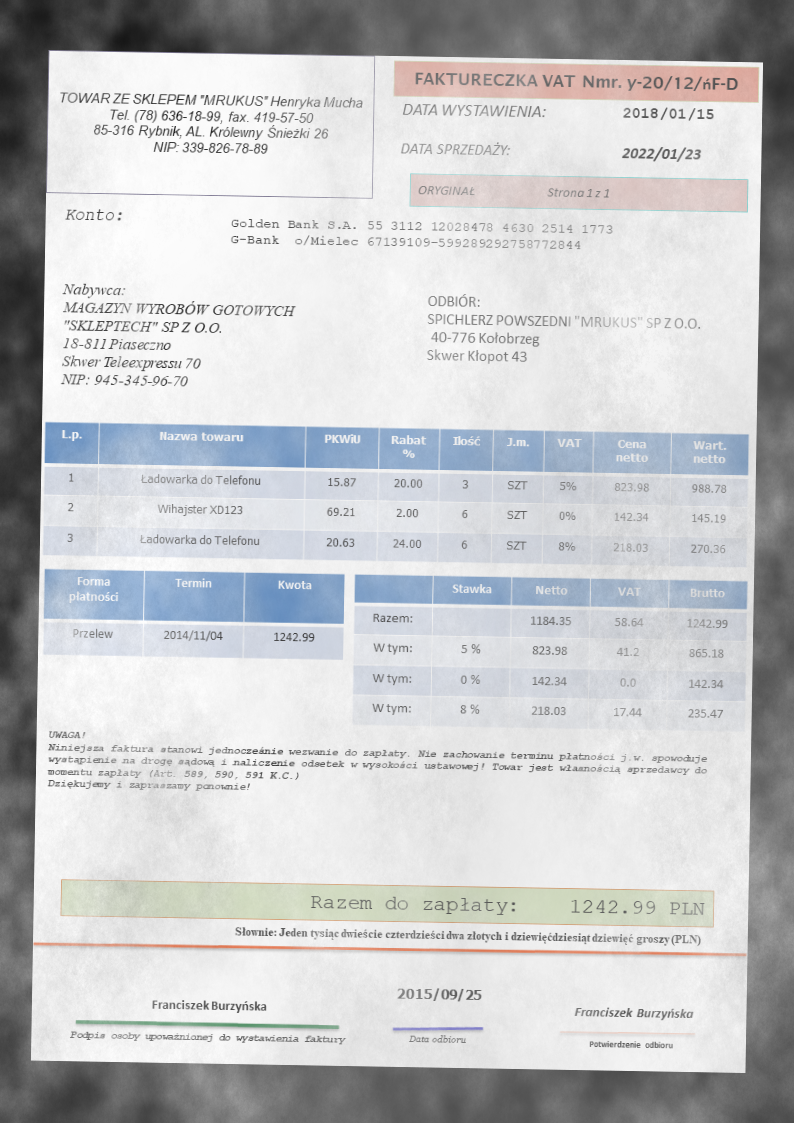 TOWAR ZE SKLEPEM "MRUKUS" Henryka Mucha
Tel. (78) 636-18-99, fax. 419-57-50
85-316 Rybnik, AL. Królewny Śnieżki 26
NIP: 339-826-78-89
FAKTURECZKA VAT Nmr. y-20/12/ńF-D
DATA WYSTAWIENIA: 2018/01/15
DATA SPRZEDAŻY: 2022/01/23
ORYGINAŁ Strona 1 z 1
Konto:
Golden Bank S.A. 55 3112 12028478 4630 2514 1773
G-Bank o/Mielec 67139109-599289292758772844
Nabywca:
MAGAZYN WYROBÓW GOTOWYCH
"SKLEPTECH" SP Z O.O.
18-811 Piaseczno
Skwer Teleexpressu 70
NIP: 945-345-96-70
ODBIÓR:
SPICHLERZ POWSZEDNI "MRUKUS" SP Z O.O.
40-776 Kołobrzeg
Skwer Kłopot 43
L.p. Nazwa towaru PKWiU Rabat % Ilość J.m. VAT Cena netto Wart. netto
1 Ładowarka do Telefonu 15.87 20.00 3 SZT 5% 823.98 988.78
2 Wihajster XD123 69.21 2.00 6 SZT 0% 142.34 145.19
3 Ładowarka do Telefonu 20.63 24.00 6 SZT 8% 218.03 270.36
Forma płatności Termin Kwota
Przelew 2014/11/04 1242.99
Stawka Netto VAT Brutto
Razem: 1184.35 58.64 1242.99
W tym: 5 % 823.98 41.2 865.18
W tym: 0 % 142.34 0.0 142.34
W tym: 8 % 218.03 17.44 235.47
UWAGA!
Niniejsza faktura stanowi jednocześnie wezwanie do zapłaty. Nie zachowanie terminu płatności j.w. spowoduje
wystąpienie na drogę sądową i naliczenie odsetek w wysokości ustawowej! Towar jest własnością sprzedawcy do
momentu zapłaty (Art. 589, 590, 591 K.C.)
Dziękujemy i zapraszamy ponownie!
Razem do zapłaty: 1242.99 PLN
Słownie: Jeden tysiąc dwieście czterdzieści dwa złotych i dziewięćdziesiąt dziewięć groszy (PLN)
Franciszek Burzyńska
Podpis osoby upoważnionej do wystawienia faktury
2015/09/25
Data odbioru
Franciszek Burzyńska
Potwierdzenie odbioru